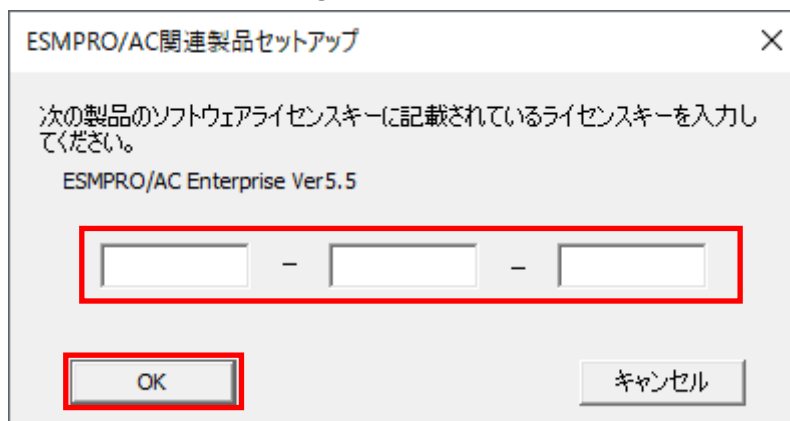 ESMPRO/AC関連製品セットアップ
次の製品のソフトウェアライセンスキーに記載されているライセンスキーを入力し
てください。
ESMPRO/AC Enterprise Ver5.5
－ －
OK キャンセル